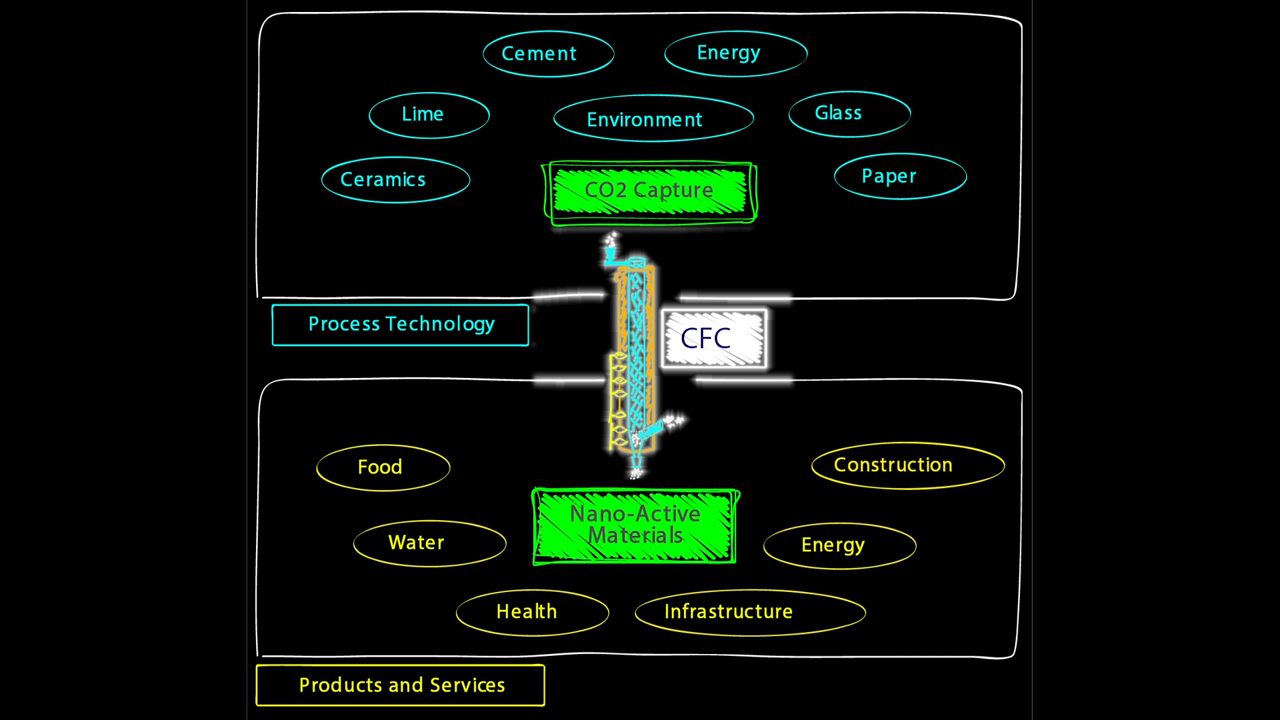 Cement
Energy
Lime
Environment
Glass
Ceramics
CO2 Capture
Paper
Process Technology
CFC
Food
Construction
Nano-Active
Materials
Water
Energy
Health
Infrastructure
Products and Services